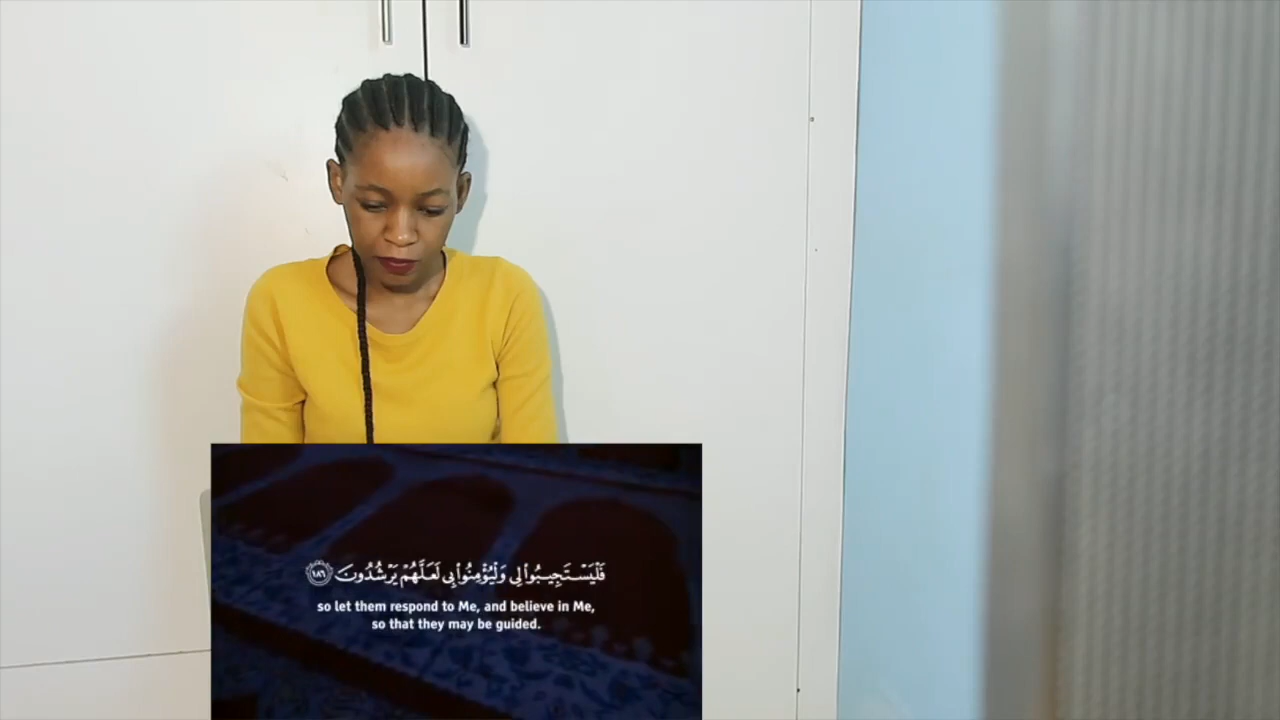 فَلْيَسْتَجِيبُوا۟ لِى وَلْيُؤْمِنُوا۟ بِى لَعَلَّهُمْ يَرْشُدُونَ ١٨٦
so let them respond to Me, and believe in Me,
so that they may be guided.